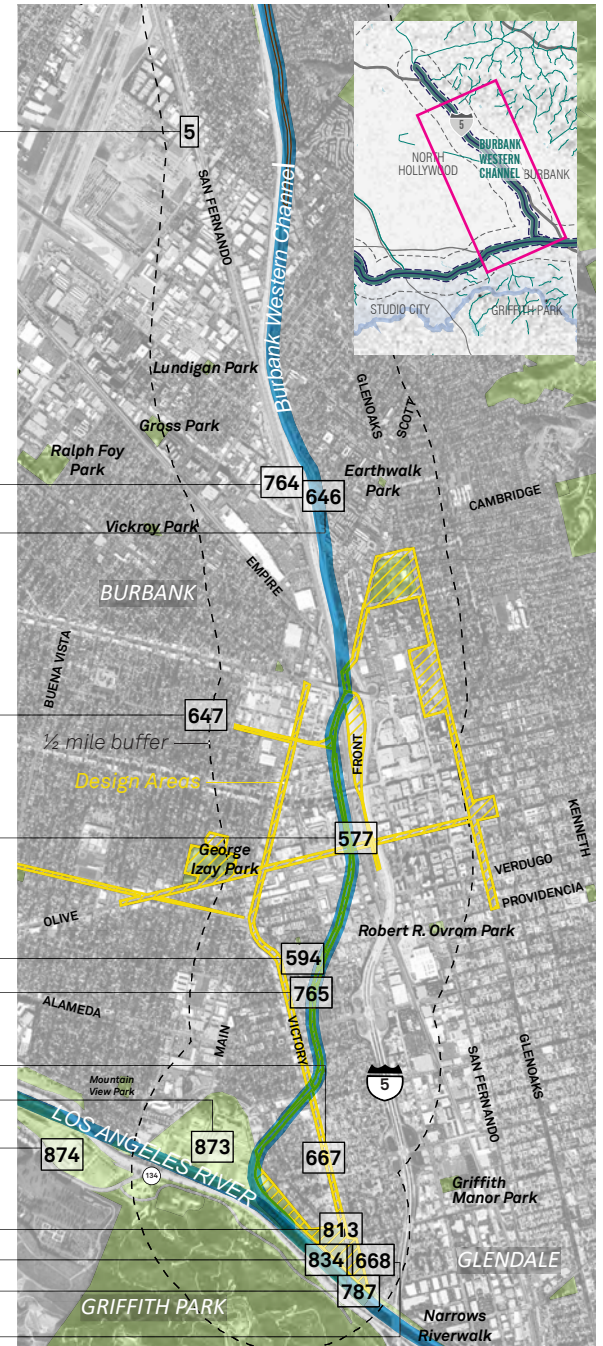 5
NORTH
HOLLYWOOD
BURBANK
WESTERN
CHANNEL
BURBANK
STUDIO CITY
GRIFFITH PARK
5
SAN FERNANDO
Burbank Western Channel
Lundigan Park
GLENOAKS
SCOTT
Gross Park
Ralph Foy
Park
Earthwalk
Park
764
646
CAMBRIDGE
Vickroy Park
EMPIRE
BURBANK
BUENA VISTA
647
½ mile buffer
FRONT
Design Areas
577
KENNETH
George
Izay Park
VERDUGO
PROVIDENCIA
OLIVE
Robert R. Ovrom Park
594
765
ALAMEDA
MAIN
VICTORY
SAN FERNANDO
GLENOAKS
5
Mountain
View Park
LOS ANGELES RIVER
873
874
667
134
Griffith
Manor Park
813
834
668
GLENDALE
787
GRIFFITH PARK
Narrows
Riverwalk